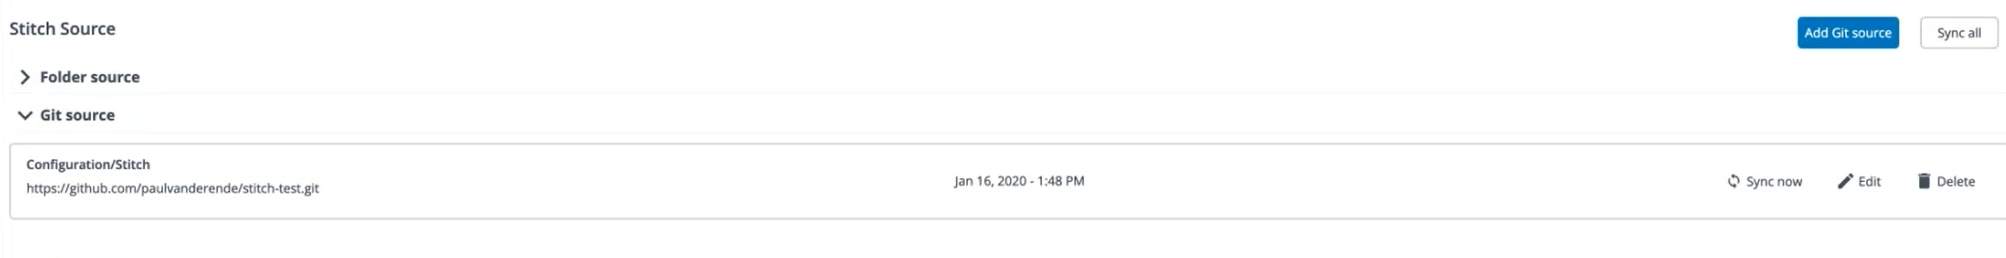 Stitch Source
Add Git source
Sync all
Folder source
Git source
Configuration/Stitch
https://github.com/paulvanderende/stitch-test.git
Jan 16, 2020 - 1:48 PM
Sync now
Edit
Delete